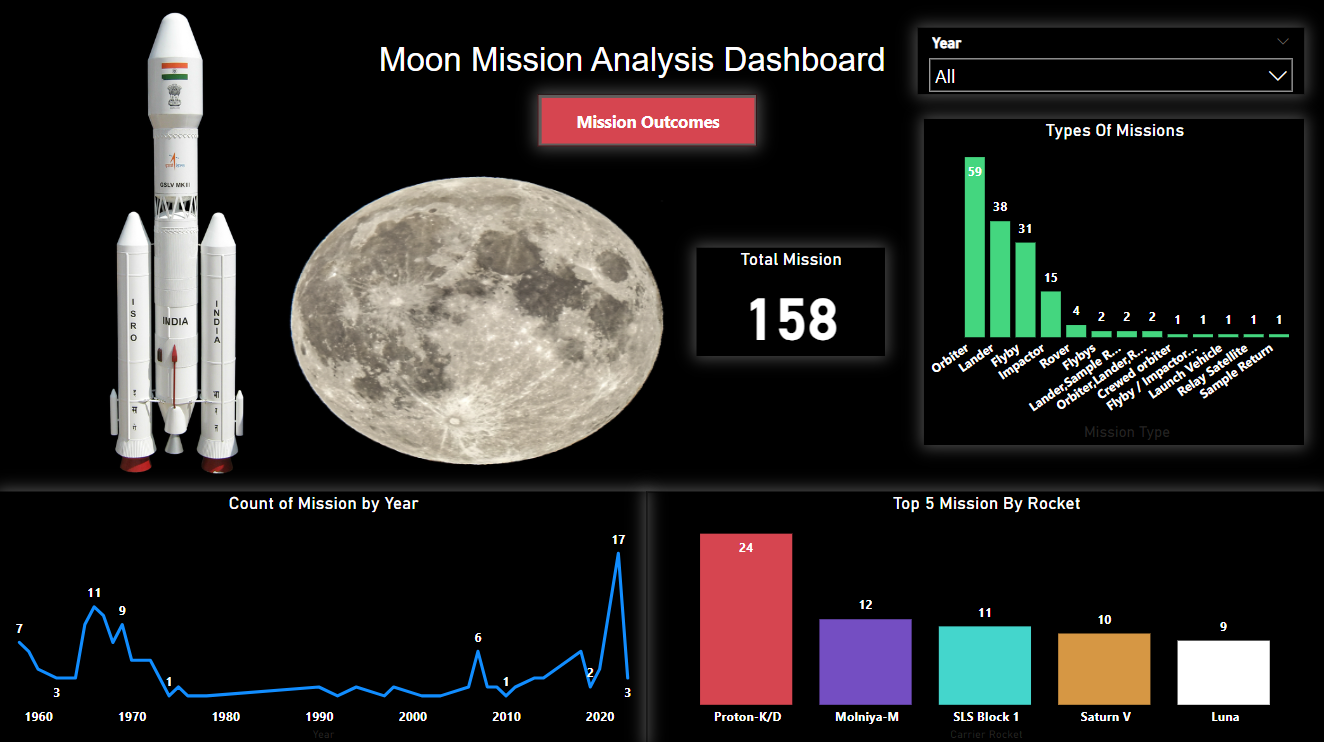 Moon Mission Analysis Dashboard
Mission Outcomes
Year
All
GSLV MKIII
ISRO
INDIA
INDIA
Total Mission
158
Types Of Missions
59
38
31
15
4
2
2
2
1
1
1
1
1
Orbiter
Lander
Flyby
Impactor
Rover
Flybys
Lander,Sample R...
Orbiter,Lander,R...
Crewed orbiter
Flyby / Impactor...
Launch Vehicle
Relay Satellite
Sample Return
Mission Type
Count of Mission by Year
7
3
11
9
1
6
1
2
17
3
1960 1970 1980 1990 2000 2010 2020
Year
Top 5 Mission By Rocket
24
12
11
10
9
Proton-K/D Molniya-M SLS Block 1 Saturn V Luna
Carrier Rocket